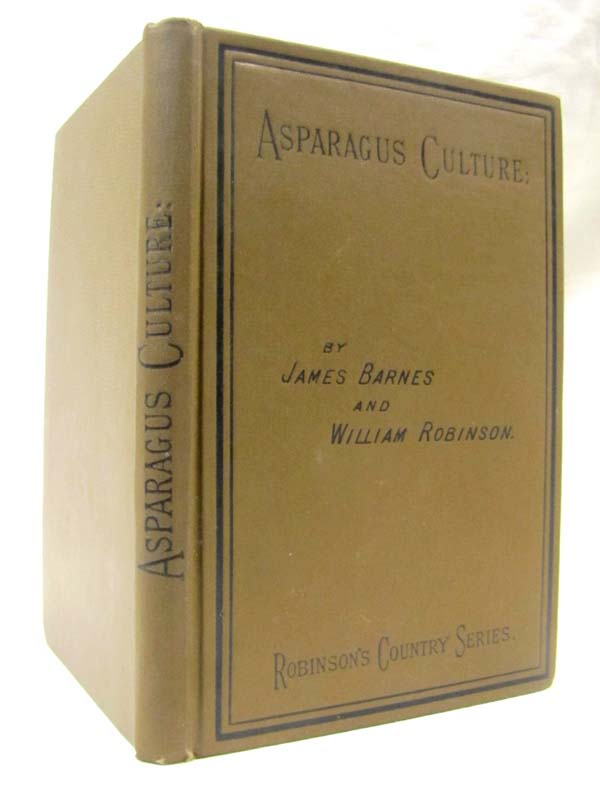 ASPARAGUS CULTURE:
ASPARAGUS CULTURE:
BY
JAMES BARNES
AND
WILLIAM ROBINSON.
ROBINSON'S COUNTRY SERIES.